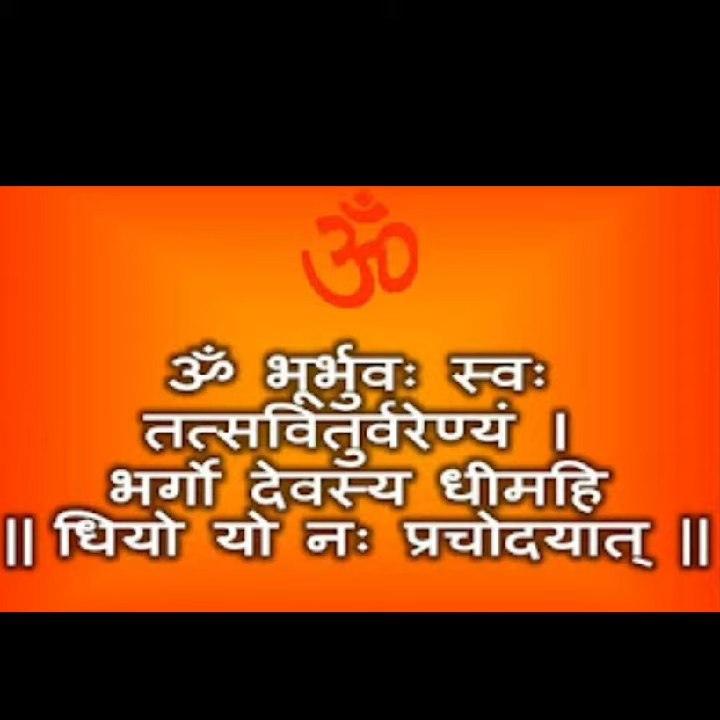 ॐ
ॐ भूर्भुवः स्वः
तत्सवितुर्वरेण्यं ।
भर्गो देवस्य धीमहि
॥ धियो यो नः प्रचोदयात् ॥